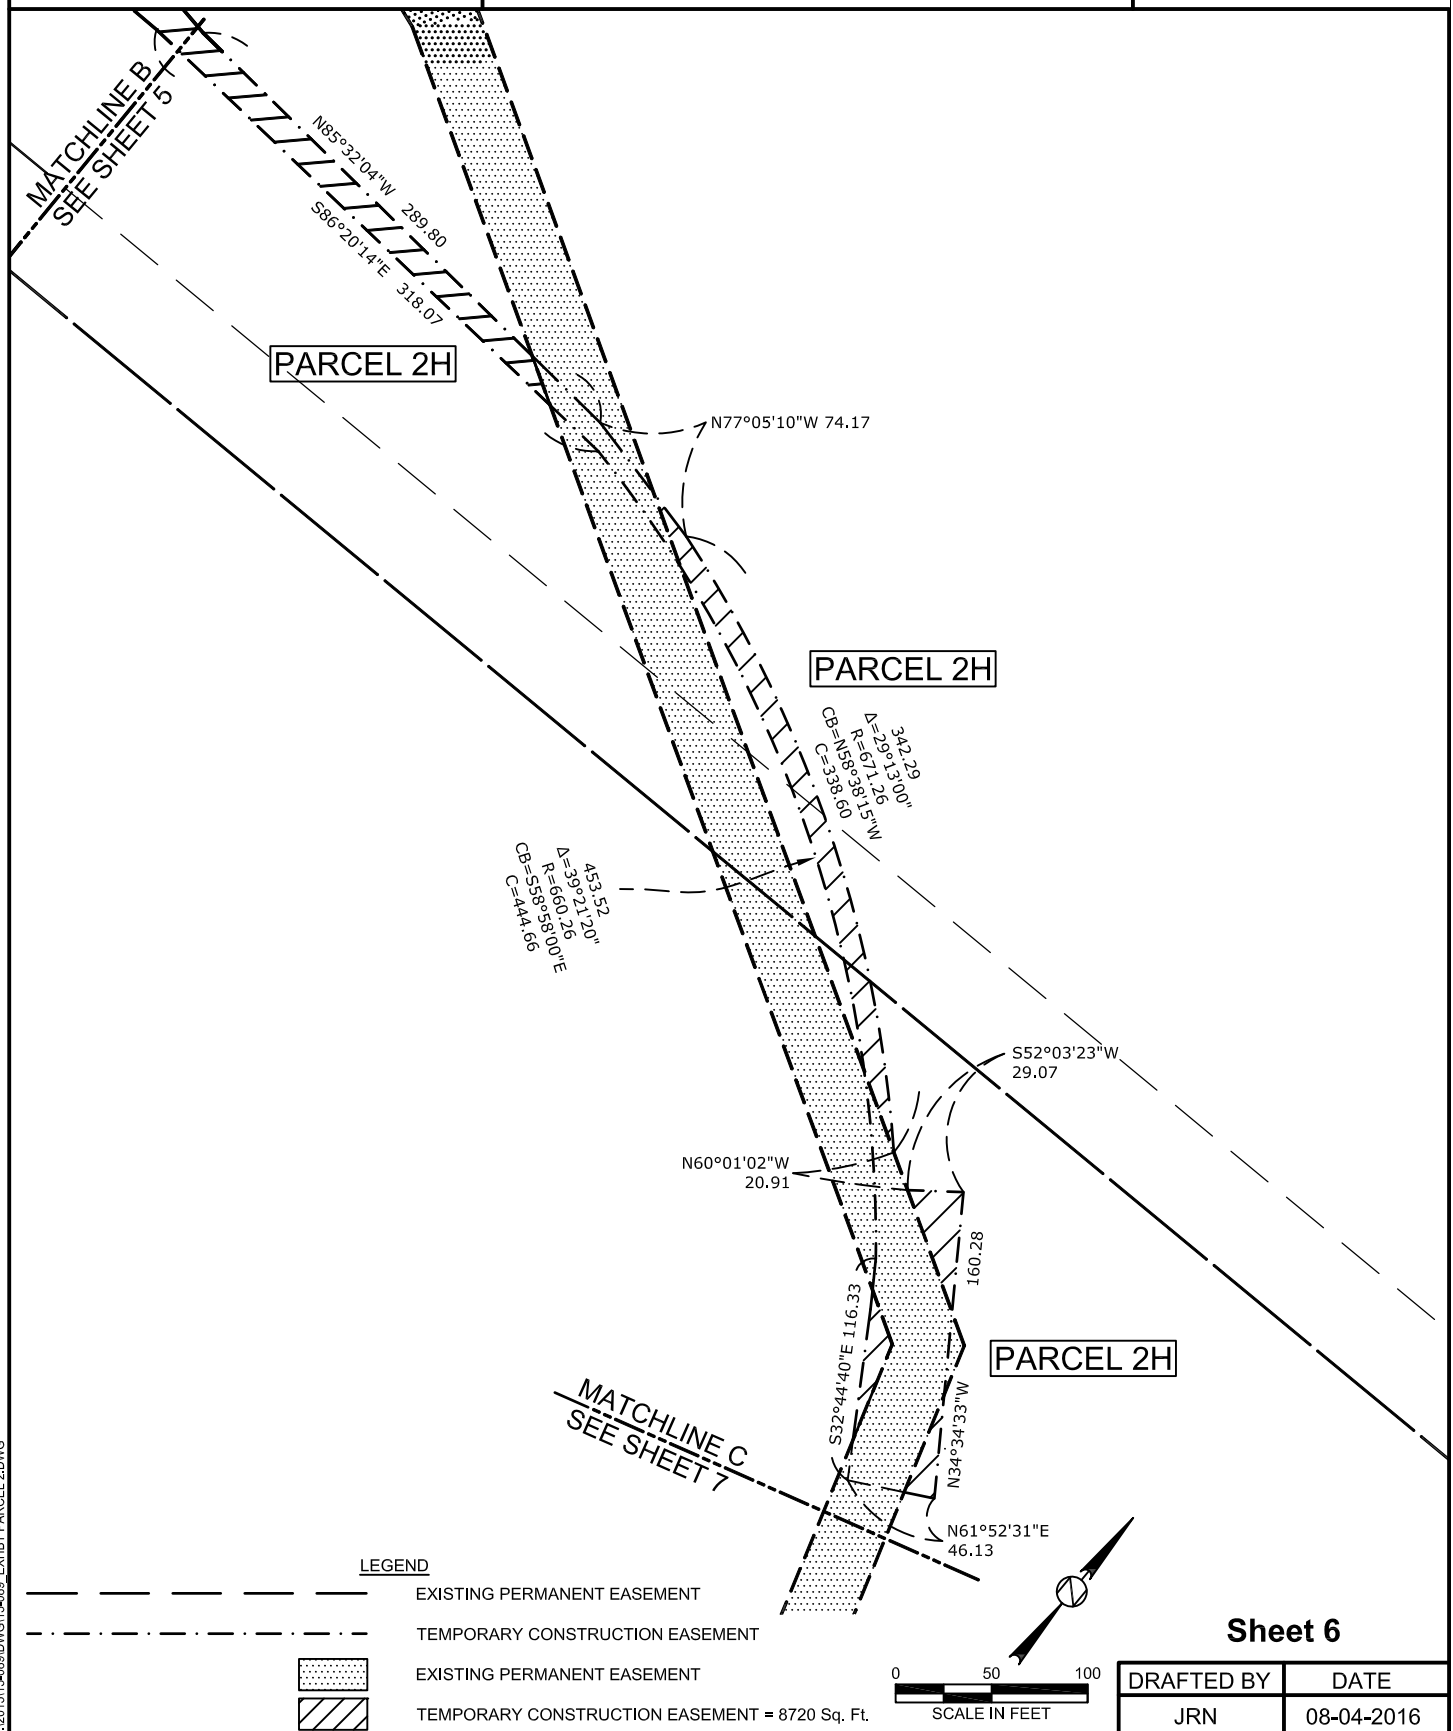 MATCHLINE B
SEE SHEET 5
N85°32'04"W 289.80
S86°20'14"E 318.07
PARCEL 2H
N77°05'10"W 74.17
PARCEL 2H
342.29
Δ=29°13'00"
R=671.26
CB=N58°38'15"W
C=338.60
453.52
Δ=39°21'20"
R=660.26
CB=S58°58'00"E
C=444.66
S52°03'23"W
29.07
N60°01'02"W
20.91
160.28
S32°44'40"E 116.33
PARCEL 2H
N34°34'33"W
MATCHLINE C
SEE SHEET 7
N61°52'31"E
46.13
LEGEND
EXISTING PERMANENT EASEMENT
TEMPORARY CONSTRUCTION EASEMENT
EXISTING PERMANENT EASEMENT
TEMPORARY CONSTRUCTION EASEMENT = 8720 Sq. Ft.
0 50 100
SCALE IN FEET
Sheet 6
DRAFTED BY DATE
JRN 08-04-2016